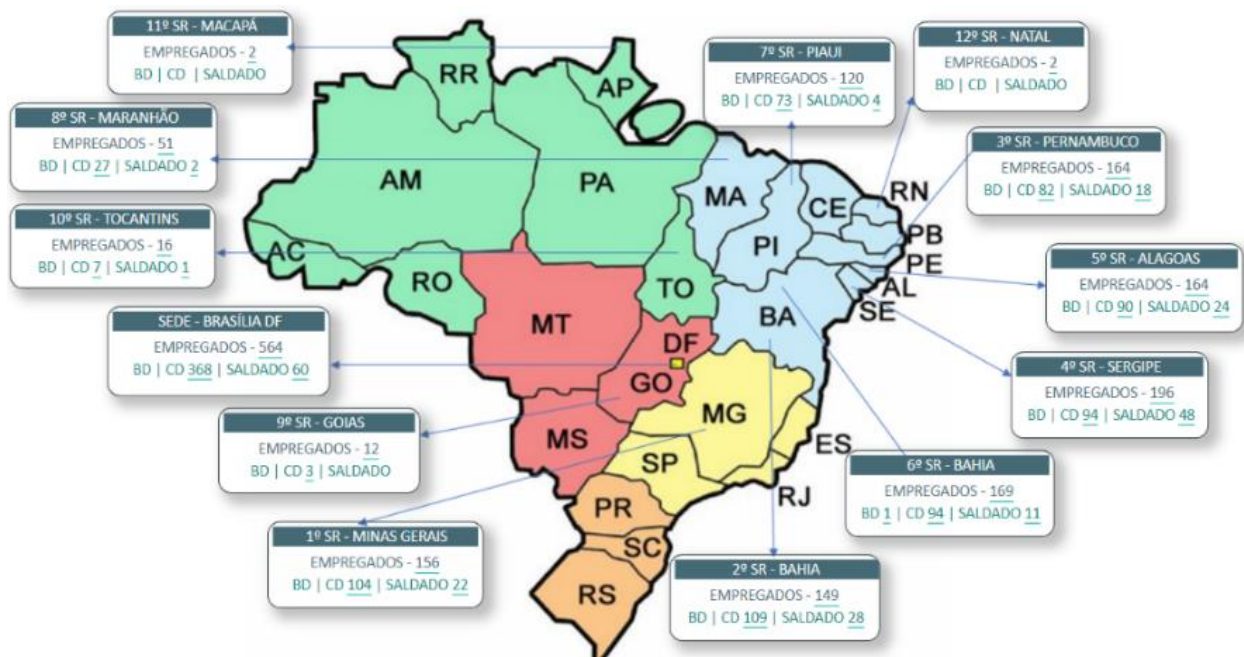 11º SR - MACAPÁ
EMPREGADOS - 2
BD | CD | SALDADO
7º SR - PIAUI
EMPREGADOS - 120
BD | CD 73 | SALDADO 4
12º SR - NATAL
EMPREGADOS - 2
BD | CD | SALDADO
8º SR - MARANHÃO
EMPREGADOS - 51
BD | CD 27 | SALDADO 2
3º SR - PERNAMBUCO
EMPREGADOS - 164
BD | CD 82 | SALDADO 18
10º SR - TOCANTINS
EMPREGADOS - 16
BD | CD 7 | SALDADO 1
5º SR - ALAGOAS
EMPREGADOS - 164
BD | CD 90 | SALDADO 24
SEDE - BRASÍLIA DF
EMPREGADOS - 564
BD | CD 368 | SALDADO 60
4º SR - SERGIPE
EMPREGADOS - 196
BD | CD 94 | SALDADO 48
9º SR - GOIAS
EMPREGADOS - 12
BD | CD 3 | SALDADO
6º SR - BAHIA
EMPREGADOS - 169
BD 1 | CD 94 | SALDADO 11
1º SR - MINAS GERAIS
EMPREGADOS - 156
BD | CD 104 | SALDADO 22
2º SR - BAHIA
EMPREGADOS - 149
BD | CD 109 | SALDADO 28
RR
AP
AM
PA
MA
CE
RN
PB
PI
PE
AC
RO
TO
AL
SE
MT
BA
DF
GO
MG
MS
ES
SP
RJ
PR
SC
RS